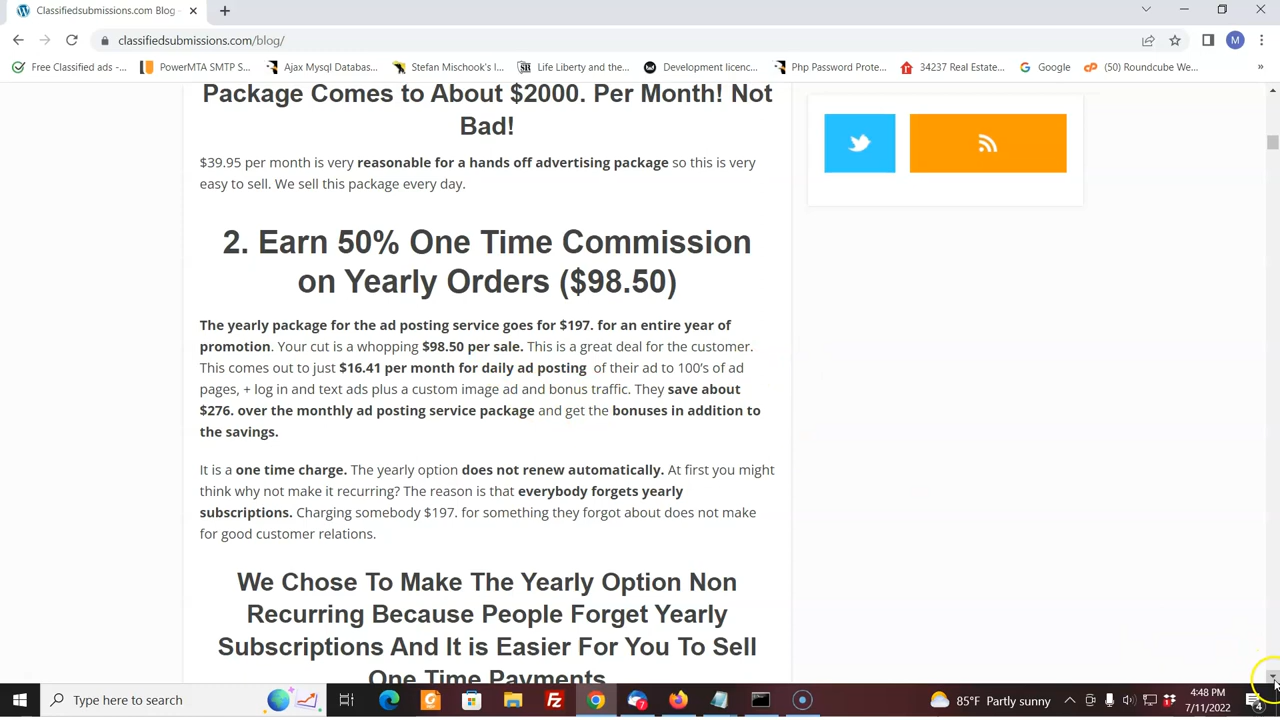 Classifiedsubmissions.com Blog -
classifiedsubmissions.com/blog/
M
Free Classified ads -...
PowerMTA SMTP S...
Ajax Mysql Databas...
Stefan Mischook's I...
Life Liberty and the...
Development licenc...
Php Password Prote...
34237 Real Estate...
Google
(50) Roundcube We...
»
Package Comes to About $2000. Per Month! Not
Bad!
$39.95 per month is very reasonable for a hands off advertising package so this is very
easy to sell. We sell this package every day.
2. Earn 50% One Time Commission
on Yearly Orders ($98.50)
The yearly package for the ad posting service goes for $197. for an entire year of
promotion. Your cut is a whopping $98.50 per sale. This is a great deal for the customer.
This comes out to just $16.41 per month for daily ad posting of their ad to 100's of ad
pages, + log in and text ads plus a custom image ad and bonus traffic. They save about
$276. over the monthly ad posting service package and get the bonuses in addition to
the savings.
It is a one time charge. The yearly option does not renew automatically. At first you might
think why not make it recurring? The reason is that everybody forgets yearly
subscriptions. Charging somebody $197. for something they forgot about does not make
for good customer relations.
We Chose To Make The Yearly Option Non
Recurring Because People Forget Yearly
Subscriptions And It is Easier For You To Sell
One Time Payments
Type here to search
85°F Partly sunny
4:48 PM
7/11/2022
4